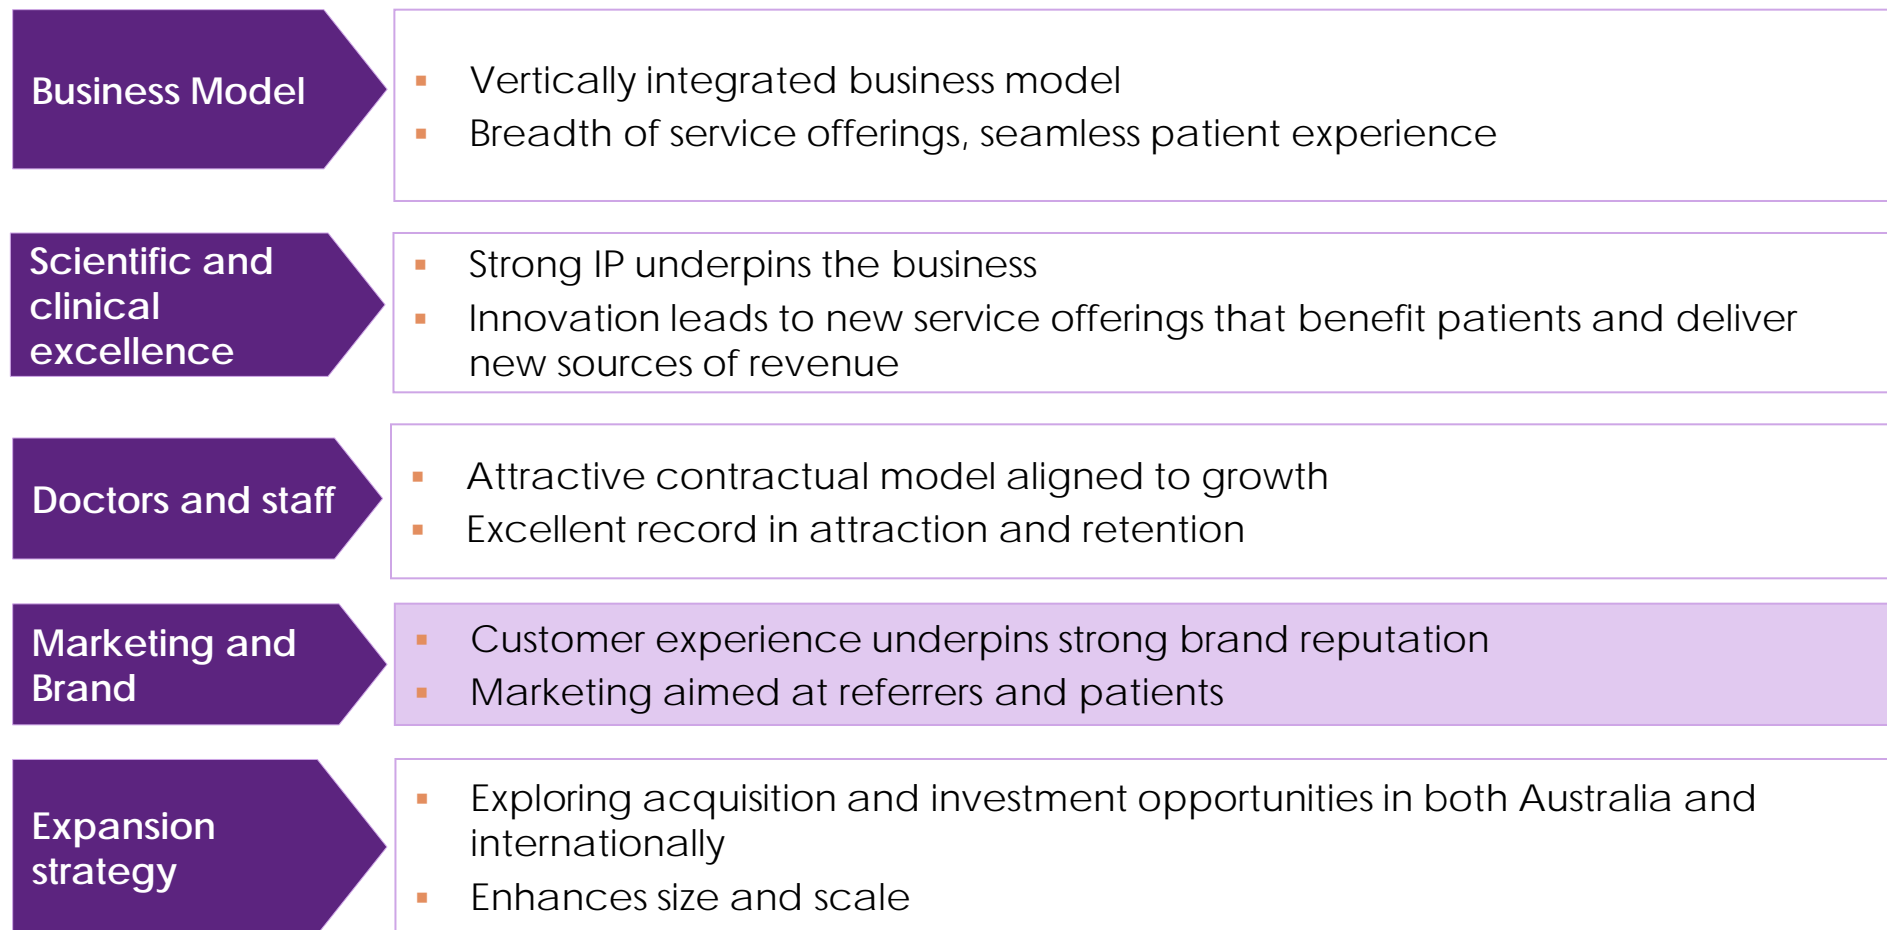 Business Model
▪ Vertically integrated business model
▪ Breadth of service offerings, seamless patient experience
Scientific and
clinical
excellence
▪ Strong IP underpins the business
▪ Innovation leads to new service offerings that benefit patients and deliver
new sources of revenue
Doctors and staff
▪ Attractive contractual model aligned to growth
▪ Excellent record in attraction and retention
Marketing and
Brand
▪ Customer experience underpins strong brand reputation
▪ Marketing aimed at referrers and patients
Expansion
strategy
▪ Exploring acquisition and investment opportunities in both Australia and
internationally
▪ Enhances size and scale